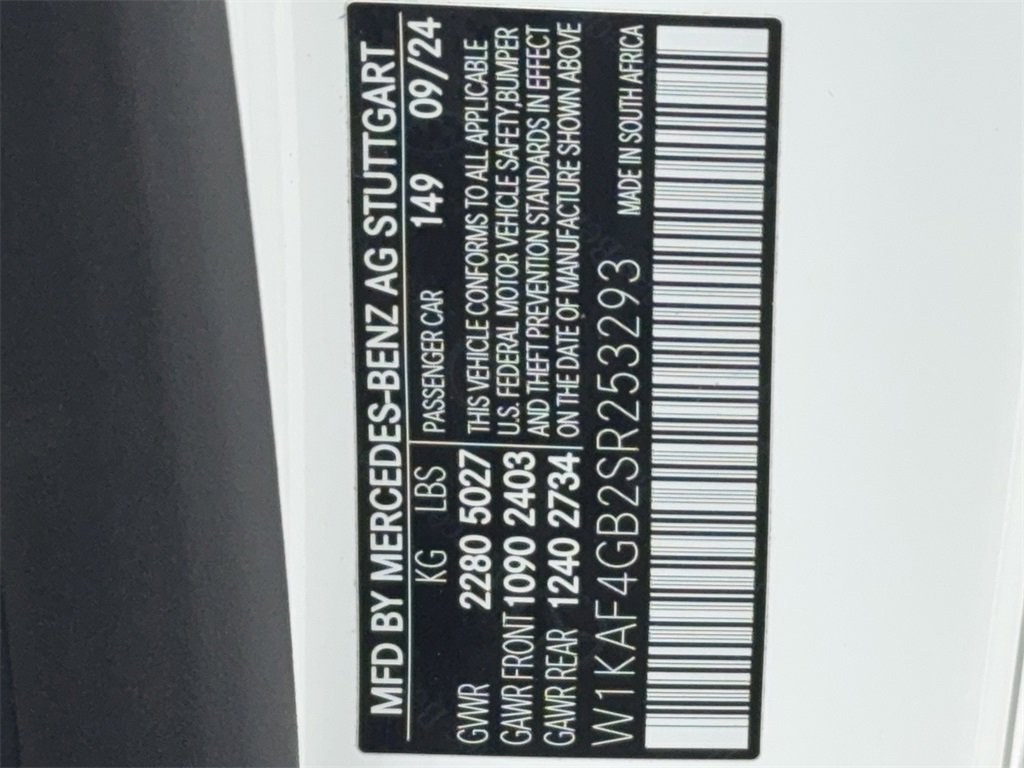 MFD BY MERCEDES-BENZ AG STUTTGART
KG LBS PASSENGER CAR 149 09/24
GVWR 2280 5027
GAWR FRONT 1090 2403
GAWR REAR 1240 2734
THIS VEHICLE CONFORMS TO ALL APPLICABLE
U.S. FEDERAL MOTOR VEHICLE SAFETY,BUMPER
AND THEFT PREVENTION STANDARDS IN EFFECT
ON THE DATE OF MANUFACTURE SHOWN ABOVE
W1KAF4GB2SR253293 MADE IN SOUTH AFRICA